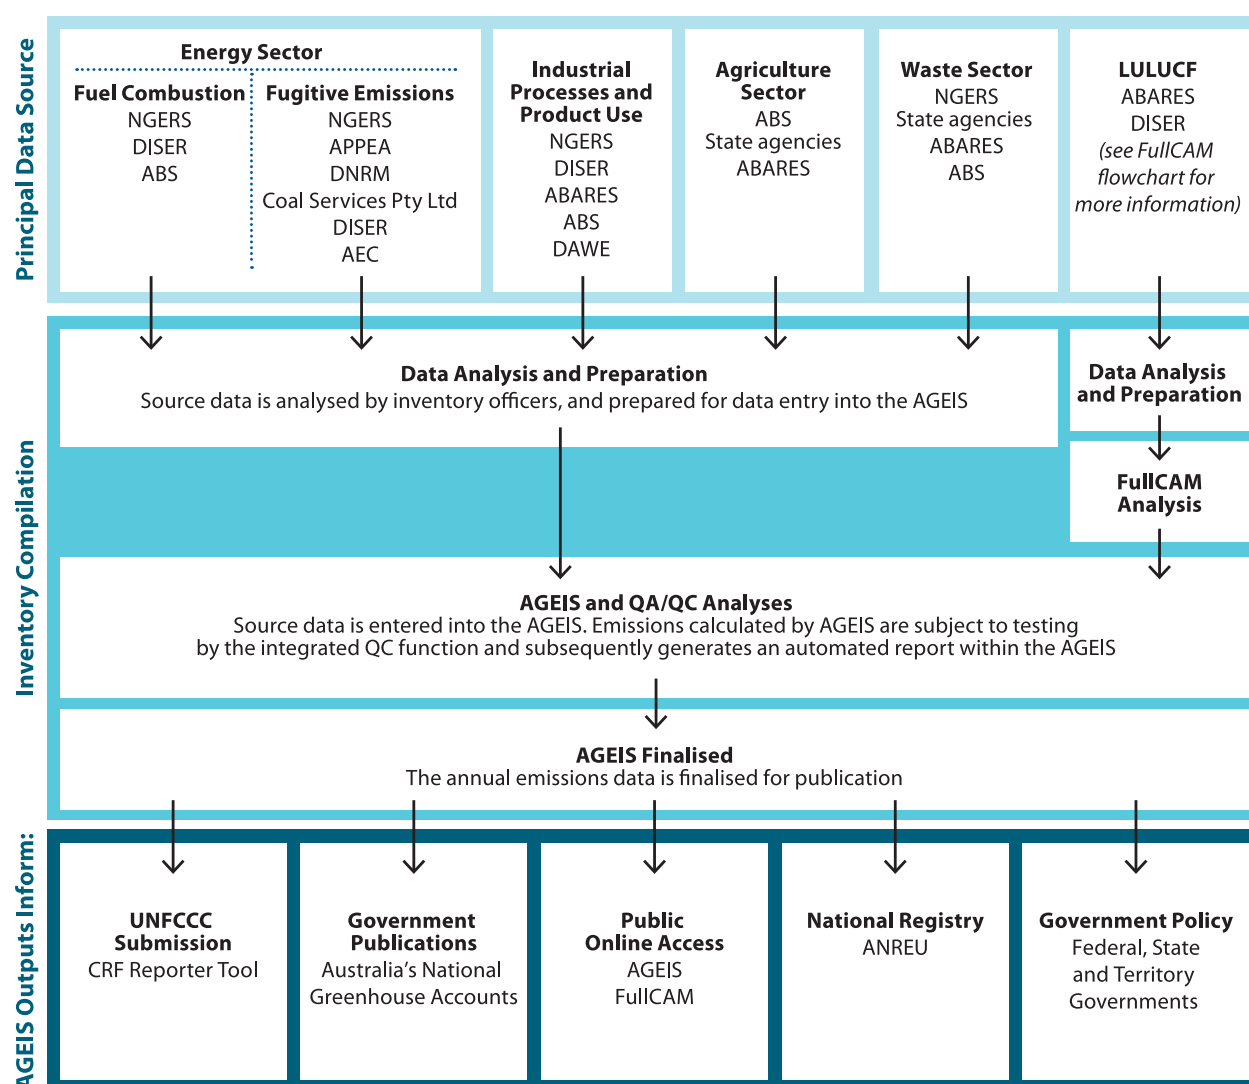 Principal Data Source
Energy Sector
Fuel Combustion
NGERS
DISER
ABS
Fugitive Emissions
NGERS
APPEA
DNRM
Coal Services Pty Ltd
DISER
AEC
Industrial
Processes and
Product Use
NGERS
DISER
ABARES
ABS
DAWE
Agriculture
Sector
ABS
State agencies
ABARES
Waste Sector
NGERS
State agencies
ABARES
ABS
LULUCF
ABARES
DISER
(see FullCAM
flowchart for
more information)
Inventory Compilation
Data Analysis and Preparation
Source data is analysed by inventory officers, and prepared for data entry into the AGEIS
Data Analysis
and Preparation
FullCAM
Analysis
AGEIS and QA/QC Analyses
Source data is entered into the AGEIS. Emissions calculated by AGEIS are subject to testing
by the integrated QC function and subsequently generates an automated report within the AGEIS
AGEIS Finalised
The annual emissions data is finalised for publication
AGEIS Outputs Inform:
UNFCCC
Submission
CRF Reporter Tool
Government
Publications
Australia's National
Greenhouse Accounts
Public
Online Access
AGEIS
FullCAM
National Registry
ANREU
Government Policy
Federal, State
and Territory
Governments